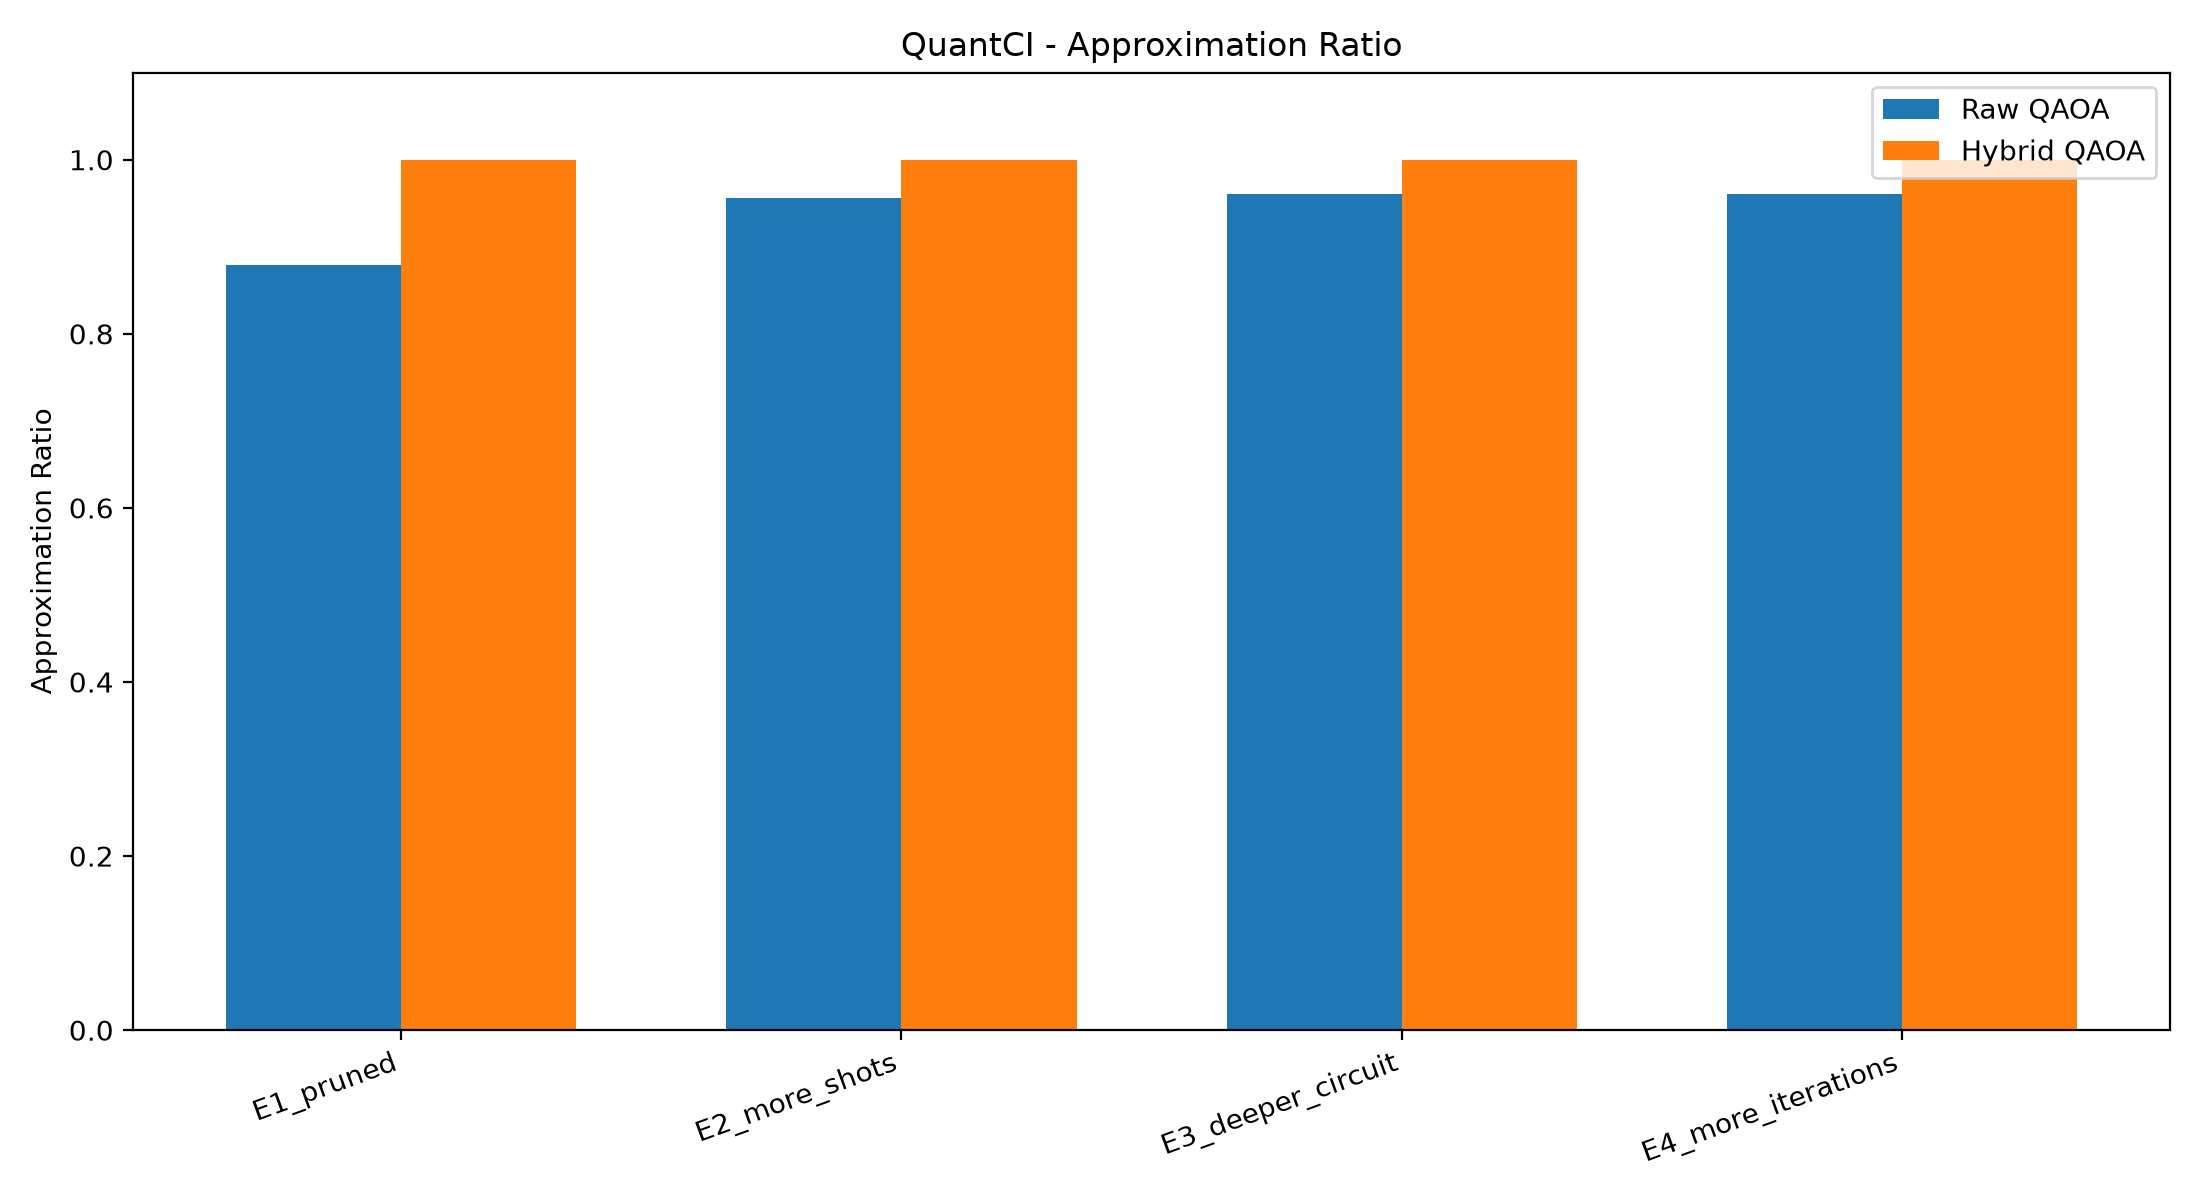 QuantCI - Approximation Ratio
Raw QAOA
Hybrid QAOA
Approximation Ratio
1.0
0.8
0.6
0.4
0.2
0.0
E1_pruned
E2_more_shots
E3_deeper_circuit
E4_more_iterations